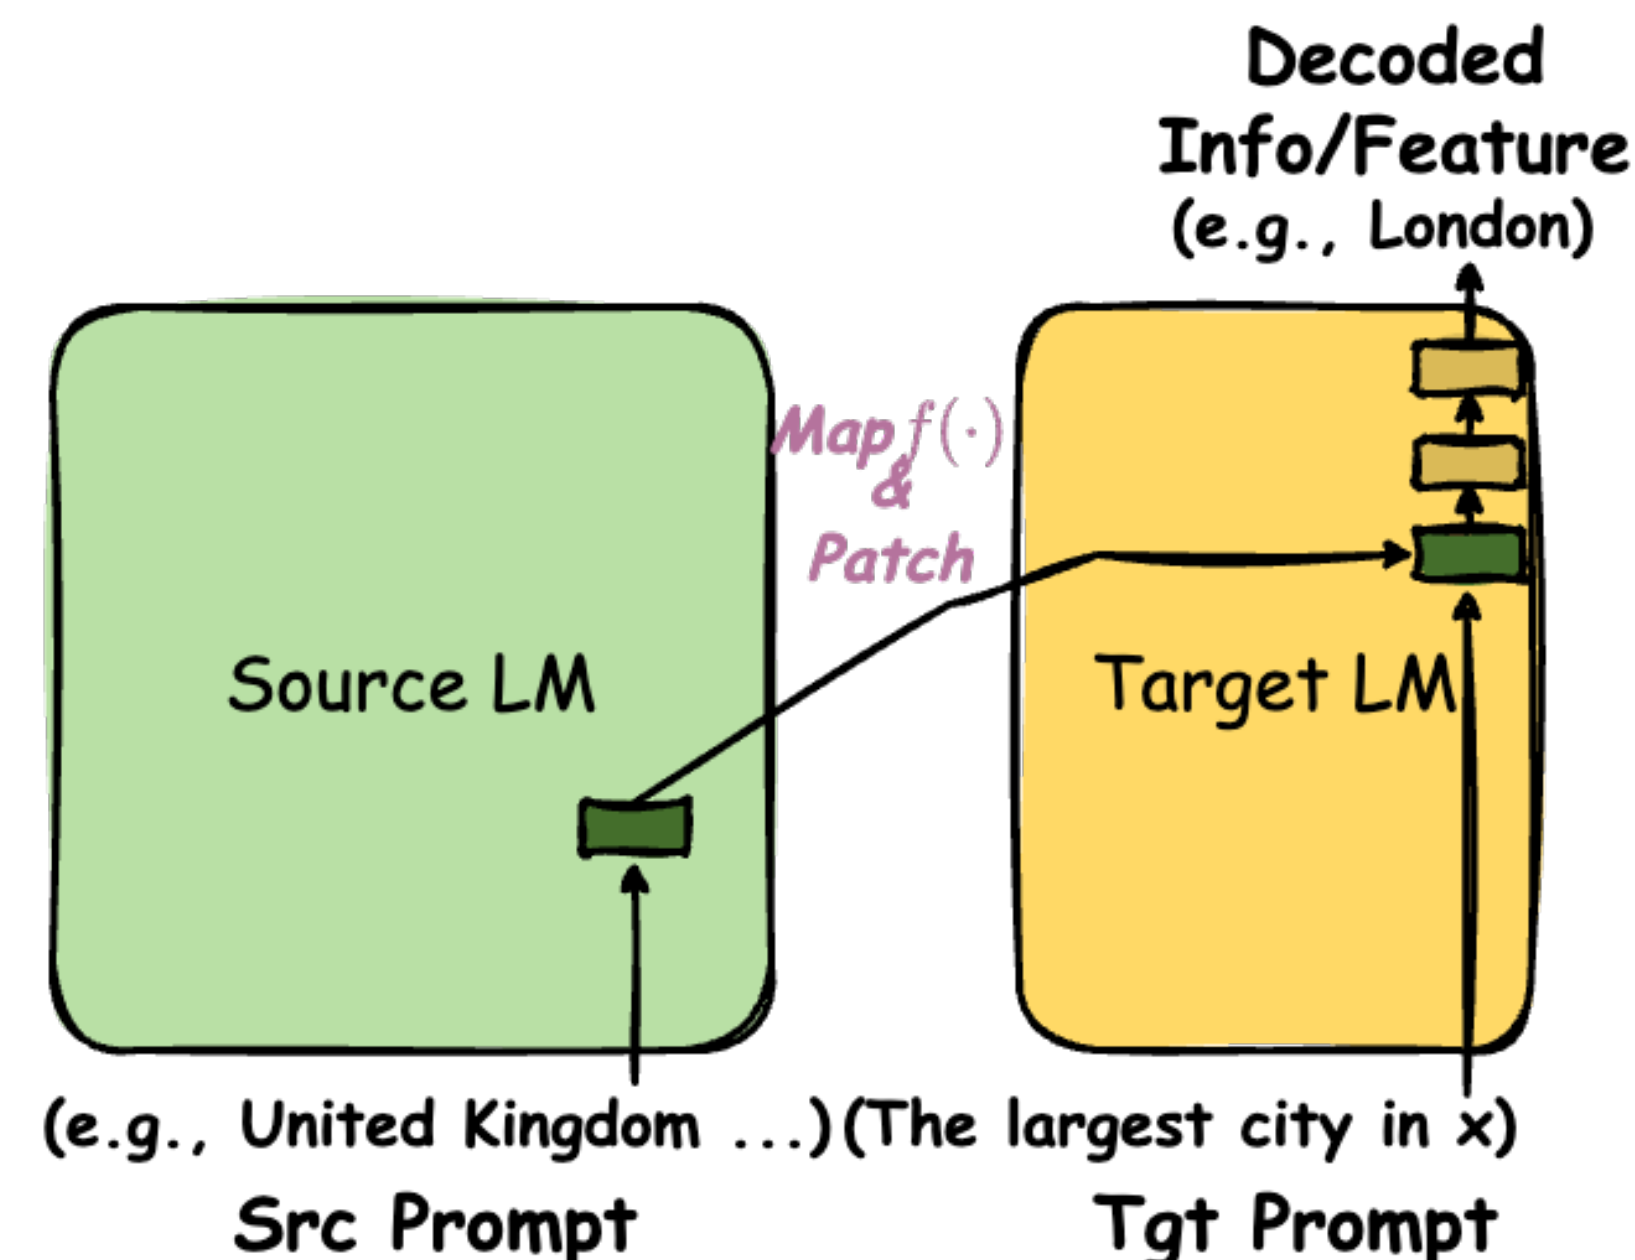 Decoded
Info/Feature
(e.g., London)
Map f(·)
&
Patch
Source LM
Target LM
(e.g., United Kingdom ...)
(The largest city in x)
Src Prompt
Tgt Prompt